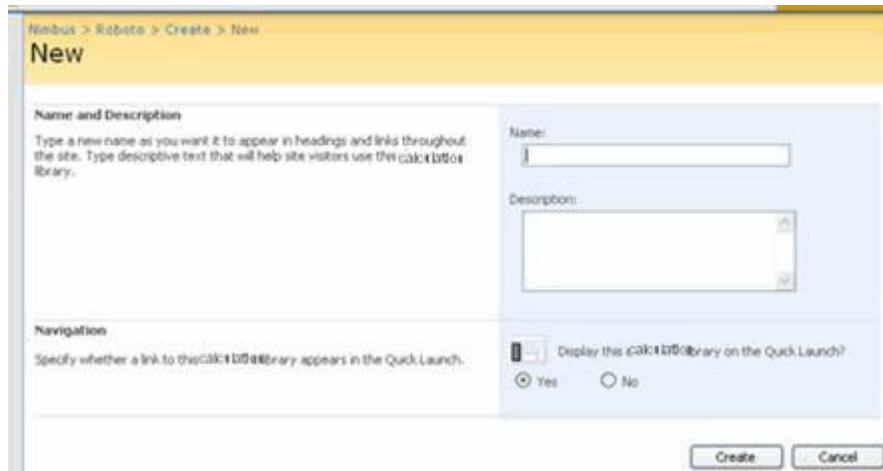 Nimbus > Roboto > Create > New
New
Name and Description
Type a new name as you want it to appear in headings and links throughout
the site. Type descriptive text that will help site visitors use this calculation
library.
Name:
Description:
Navigation
Specify whether a link to this calculation library appears in the Quick Launch.
Display this calculation library on the Quick Launch?
Yes No
Create Cancel